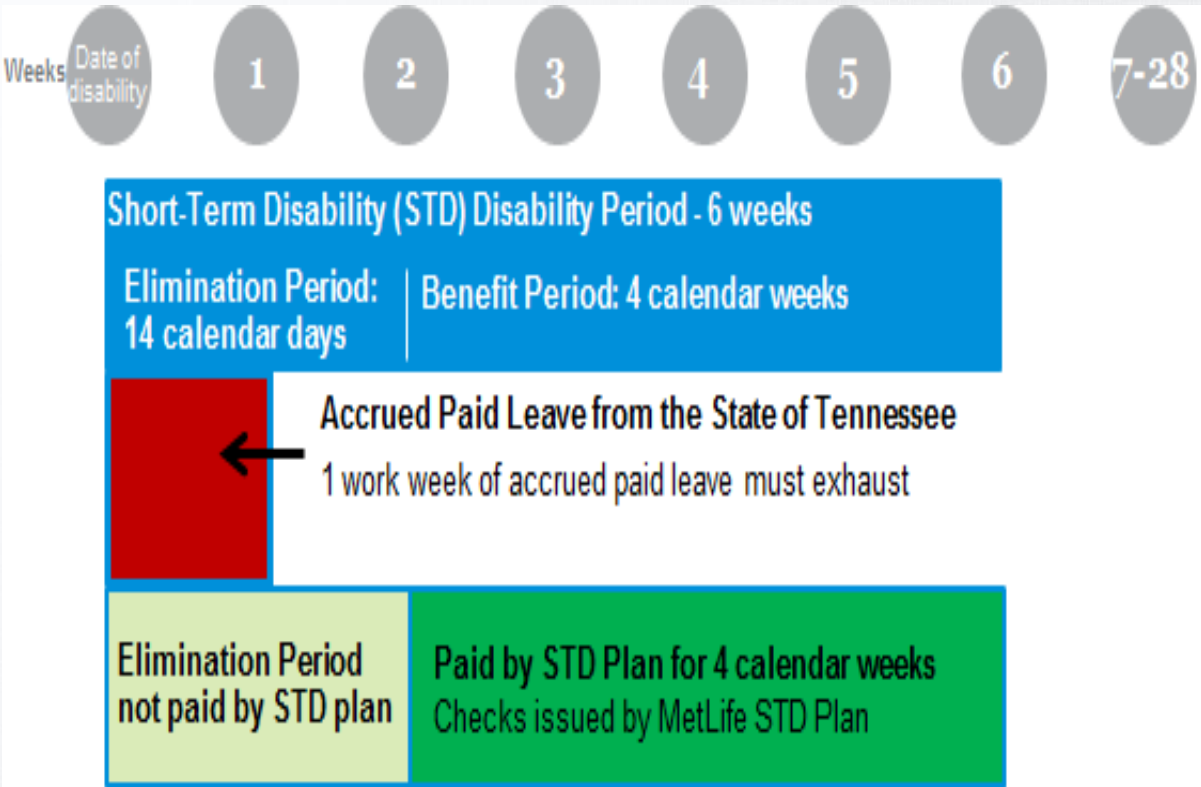 Weeks
Date of
disability
1
2
3
4
5
6
7-28
Short-Term Disability (STD) Disability Period - 6 weeks
Elimination Period:
14 calendar days
Benefit Period: 4 calendar weeks
Accrued Paid Leave from the State of Tennessee
1 work week of accrued paid leave must exhaust
Elimination Period
not paid by STD plan
Paid by STD Plan for 4 calendar weeks
Checks issued by MetLife STD Plan